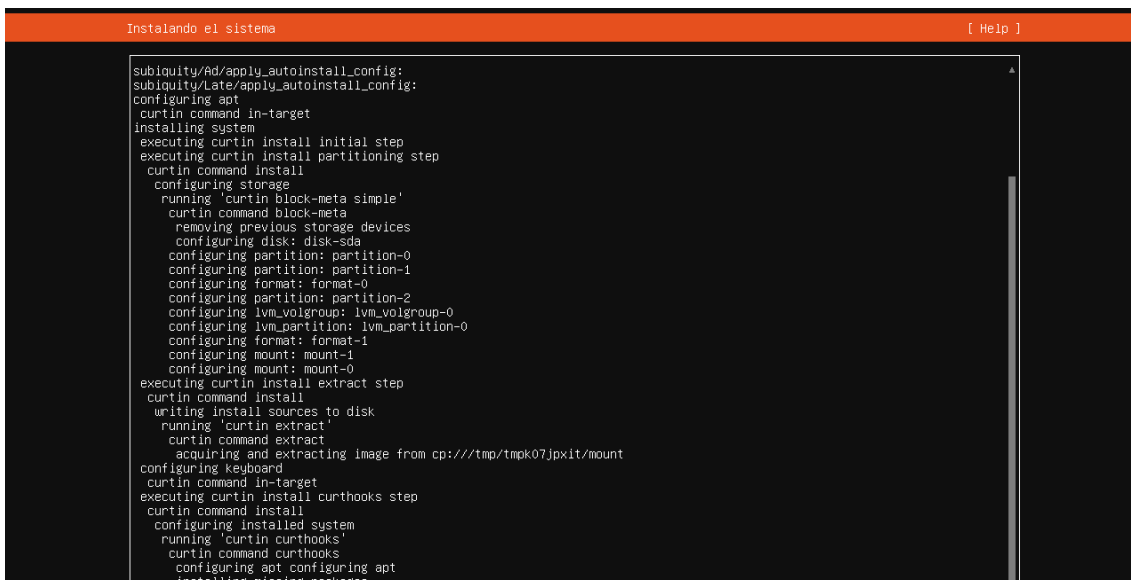 Instalando el sistema [ Help ]
subiquity/Ad/apply_autoinstall_config:
subiquity/Late/apply_autoinstall_config:
configuring apt
curtin command in-target
installing system
executing curtin install initial step
executing curtin install partitioning step
curtin command install
configuring storage
running 'curtin block-meta simple'
curtin command block-meta
removing previous storage devices
configuring disk: disk-sda
configuring partition: partition-0
configuring partition: partition-1
configuring format: format-0
configuring partition: partition-2
configuring lvm_volgroup: lvm_volgroup-0
configuring lvm_partition: lvm_partition-0
configuring format: format-1
configuring mount: mount-1
configuring mount: mount-0
executing curtin install extract step
curtin command install
writing install sources to disk
running 'curtin extract'
curtin command extract
acquiring and extracting image from cp:///tmp/tmpk07jpxit/mount
configuring keyboard
curtin command in-target
executing curtin install curthooks step
curtin command install
configuring installed system
running 'curtin curthooks'
curtin command curthooks
configuring apt configuring apt
installing missing packages